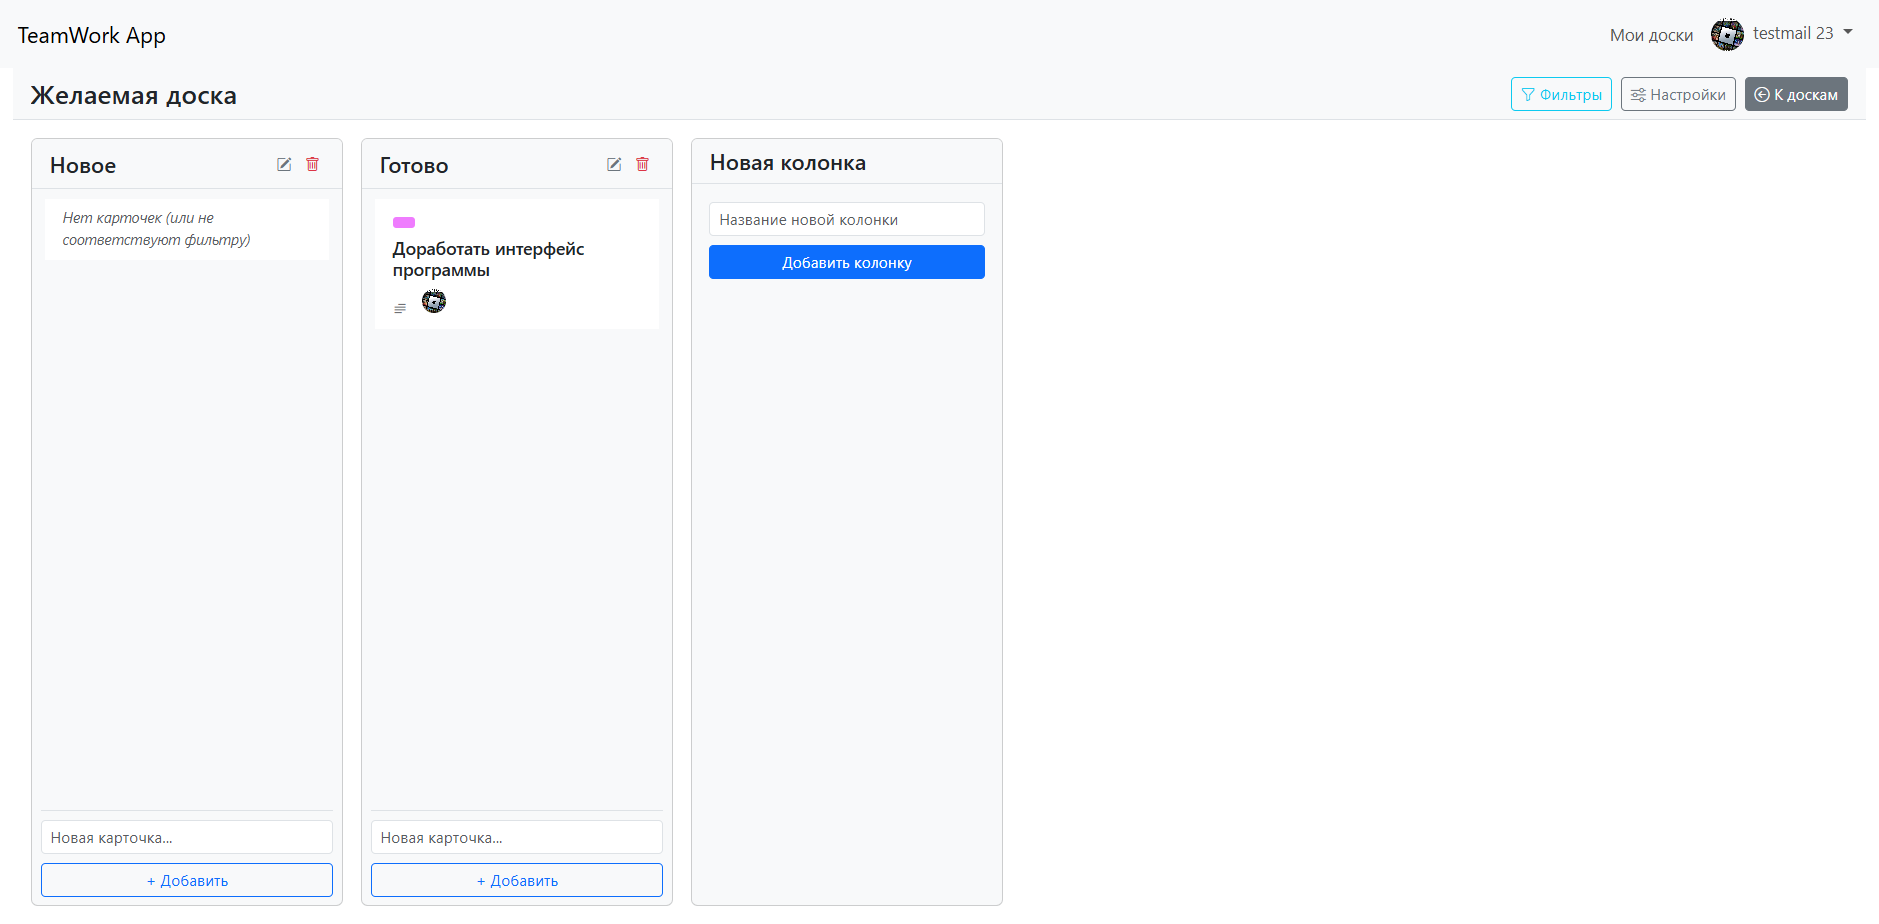 TeamWork App
Мои доски
testmail 23
Желаемая доска
Фильтры
Настройки
К доскам
Новое
Нет карточек (или не
соответствуют фильтру)
Новая карточка...
+ Добавить
Готово
Доработать интерфейс
программы
Новая карточка...
+ Добавить
Новая колонка
Название новой колонки
Добавить колонку